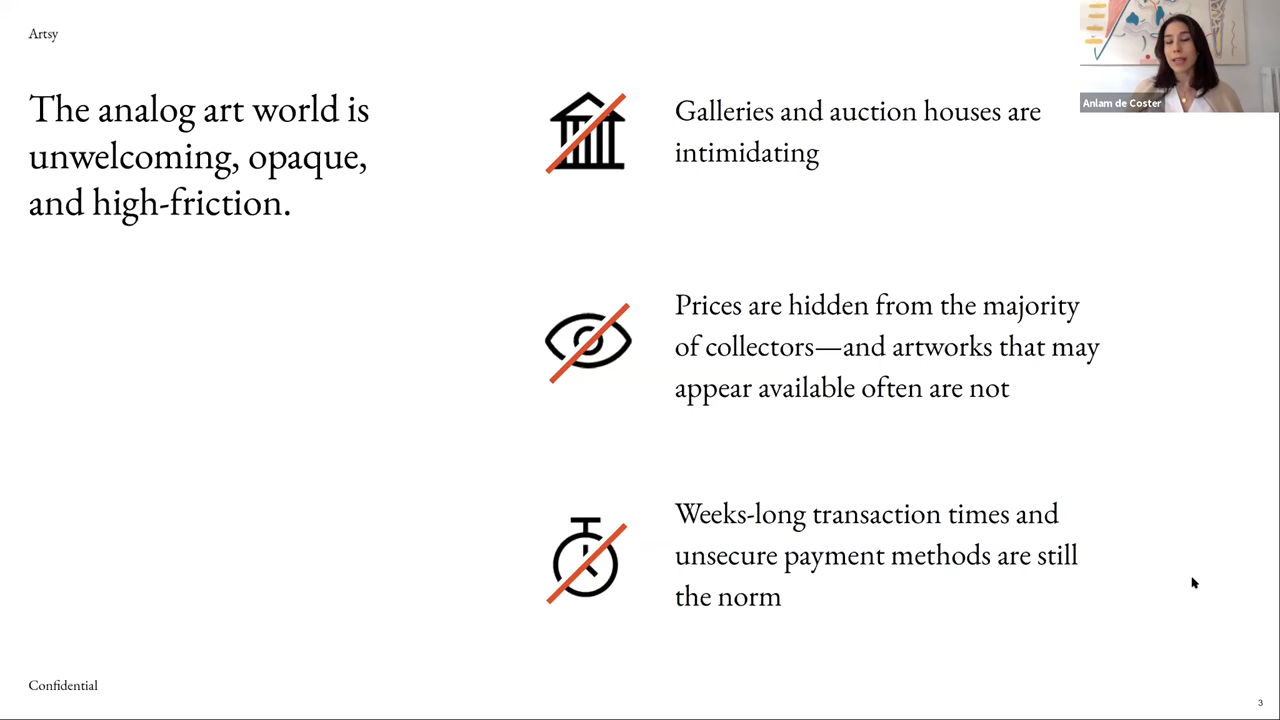 Artsy
The analog art world is
unwelcoming, opaque,
and high-friction.
Galleries and auction houses are
intimidating
Prices are hidden from the majority
of collectors—and artworks that may
appear available often are not
Weeks-long transaction times and
unsecure payment methods are still
the norm
Anlam de Coster
Confidential
3